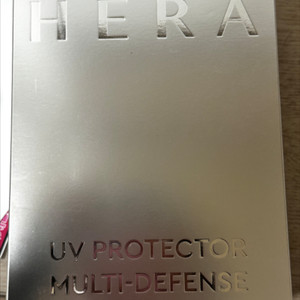 HERA
UV PROTECTOR
MULTI-DEFENSE